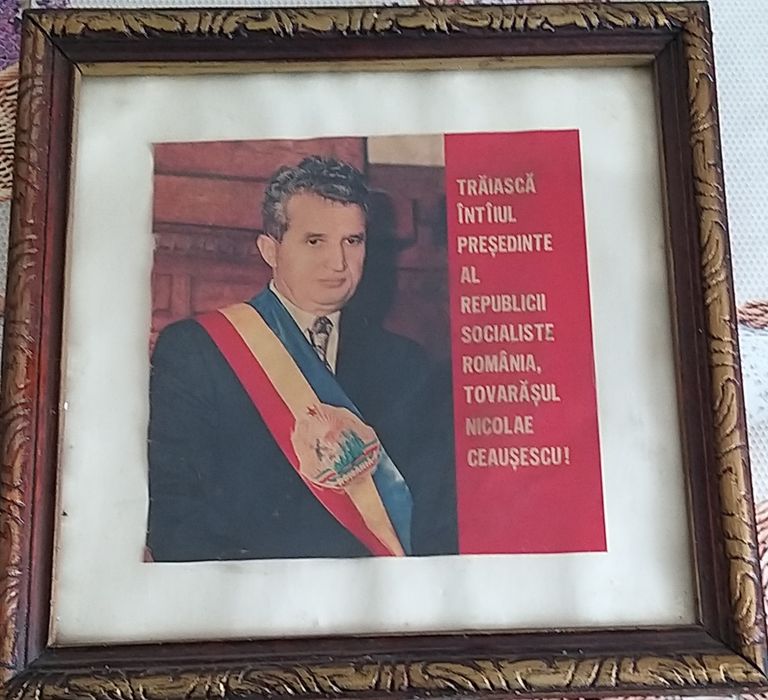 TRĂIASCĂ
ÎNTÎIUL
PREȘEDINTE
AL
REPUBLICII
SOCIALISTE
ROMÂNIA,
TOVARĂȘUL
NICOLAE
CEAUȘESCU!